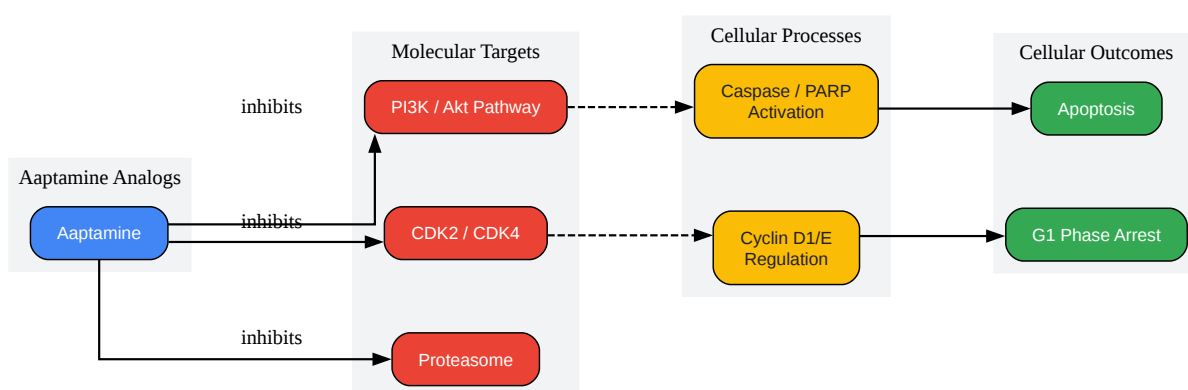 Aaptamine Analogs
Aaptamine
inhibits
inhibits
inhibits
Molecular Targets
PI3K / Akt Pathway
CDK2 / CDK4
Proteasome
Cellular Processes
Caspase / PARP
Activation
Cyclin D1/E
Regulation
Cellular Outcomes
Apoptosis
G1 Phase Arrest